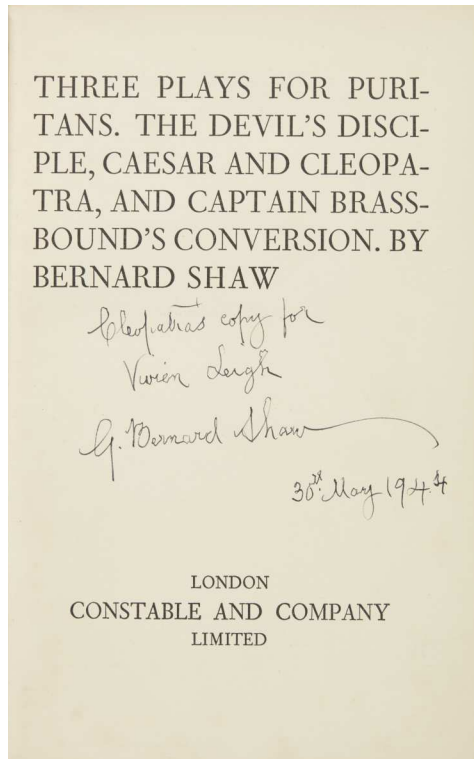 THREE PLAYS FOR PURI-
TANS. THE DEVIL'S DISCI-
PLE, CAESAR AND CLEOPA-
TRA, AND CAPTAIN BRASS-
BOUND'S CONVERSION. BY
BERNARD SHAW
Cleopatra's copy for
Vivien Leigh
G. Bernard Shaw
May 1944
LONDON
CONSTABLE AND COMPANY
LIMITED